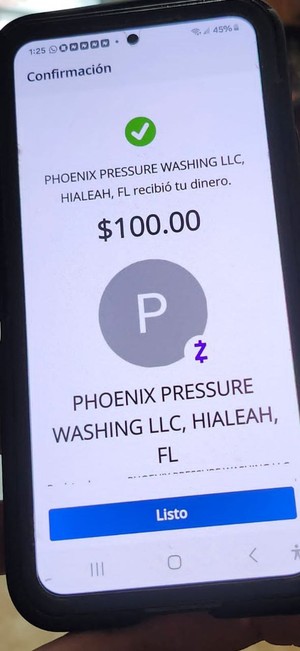 1:25
45%
Confirmación
PHOENIX PRESSURE WASHING LLC,
HIALEAH, FL recibió tu dinero.
$100.00
P
PHOENIX PRESSURE
WASHING LLC, HIALEAH,
FL
Listo